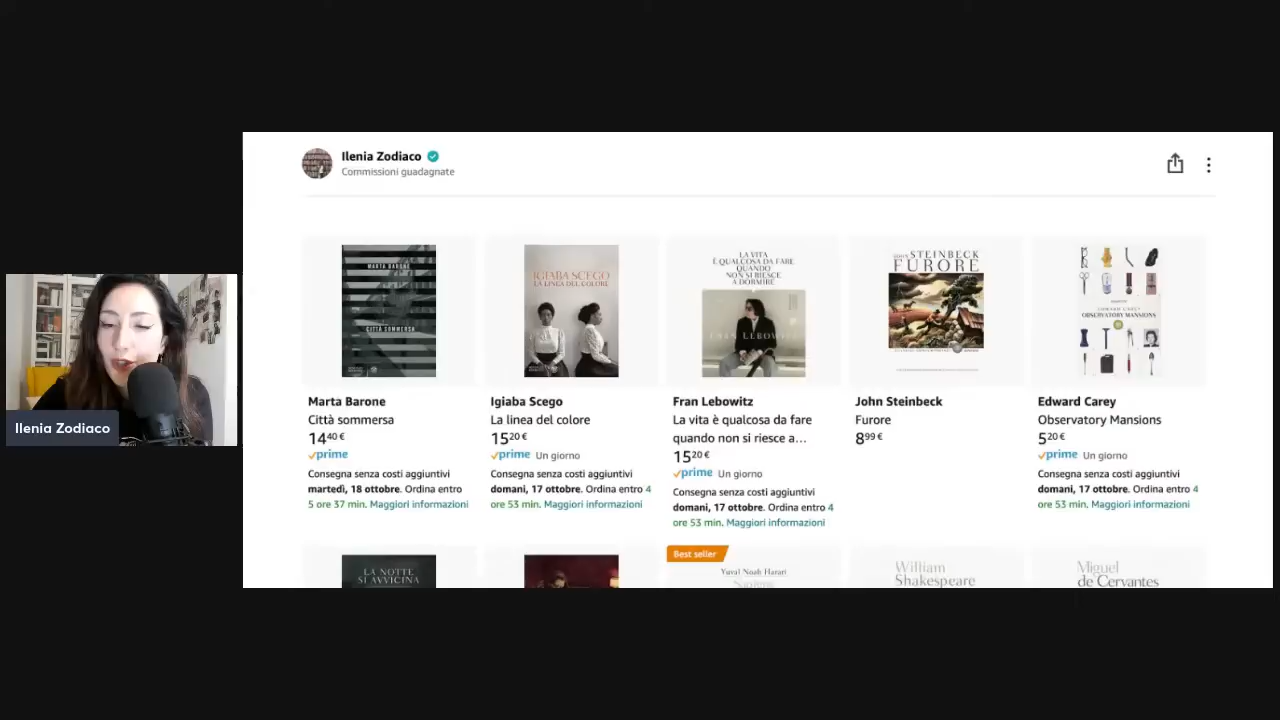 Ilenia Zodiaco
Ilenia Zodiaco
Commissioni guadagnate
MARTA BARONE
CITTÀ SOMMERSA
Marta Barone
Città sommersa
14 40 €
prime
Consegna senza costi aggiuntivi
martedì, 18 ottobre. Ordina entro
5 ore 37 min. Maggiori informazioni
IGIABA SCEGO
LA LINEA DEL COLORE
Igiaba Scego
La linea del colore
15 20 €
prime Un giorno
Consegna senza costi aggiuntivi
domani, 17 ottobre. Ordina entro 4
ore 53 min. Maggiori informazioni
LA VITA
È QUALCOSA DA FARE
QUANDO
NON SI RIESCE
A DORMIRE
FRAN LEBOWITZ
Fran Lebowitz
La vita è qualcosa da fare
quando non si riesce a…
15 20 €
prime Un giorno
Consegna senza costi aggiuntivi
domani, 17 ottobre. Ordina entro 4
ore 53 min. Maggiori informazioni
JOHN STEINBECK
FURORE
John Steinbeck
Furore
8 99 €
EDWARD CAREY
OBSERVATORY MANSIONS
Edward Carey
Observatory Mansions
5 20 €
prime Un giorno
Consegna senza costi aggiuntivi
domani, 17 ottobre. Ordina entro 4
ore 53 min. Maggiori informazioni
LA NOTTE
SI AVVICINA
Best seller
Yuval Noah Harari
Sapiens
William
Shakespeare
Miguel
de Cervantes